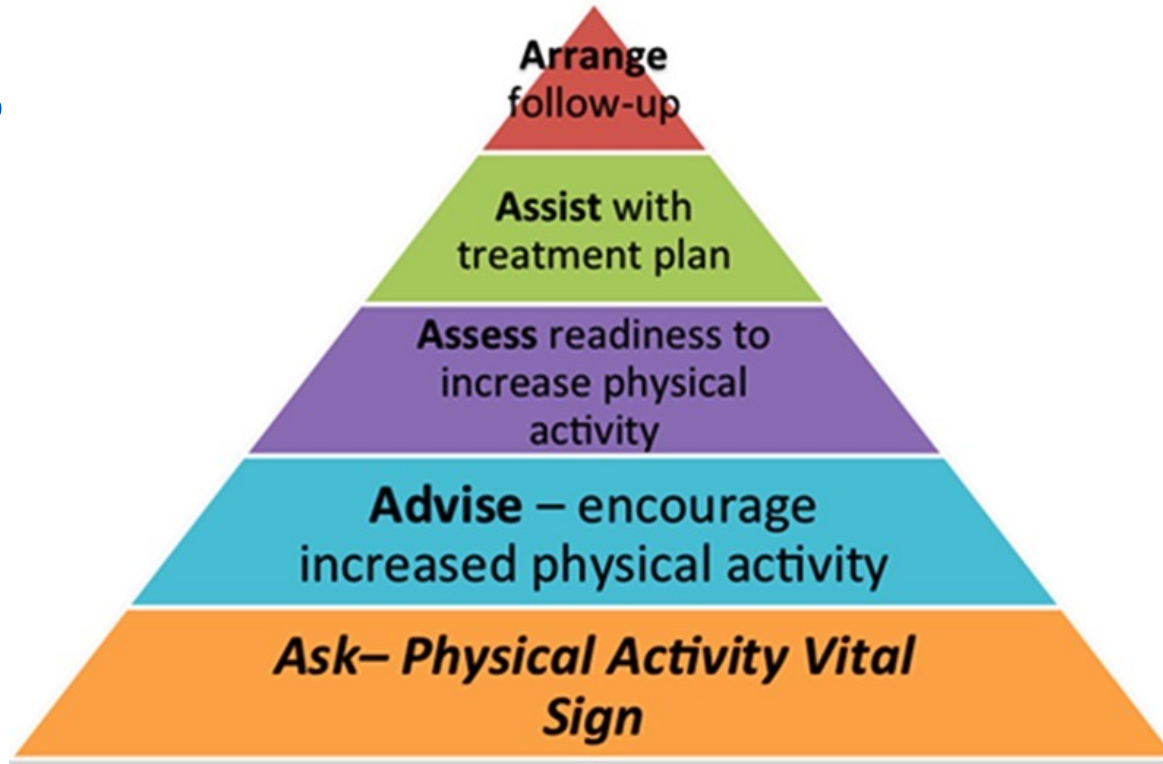 Arrange
follow-up
Assist with
treatment plan
Assess readiness to
increase physical
activity
Advise – encourage
increased physical activity
Ask– Physical Activity Vital
Sign